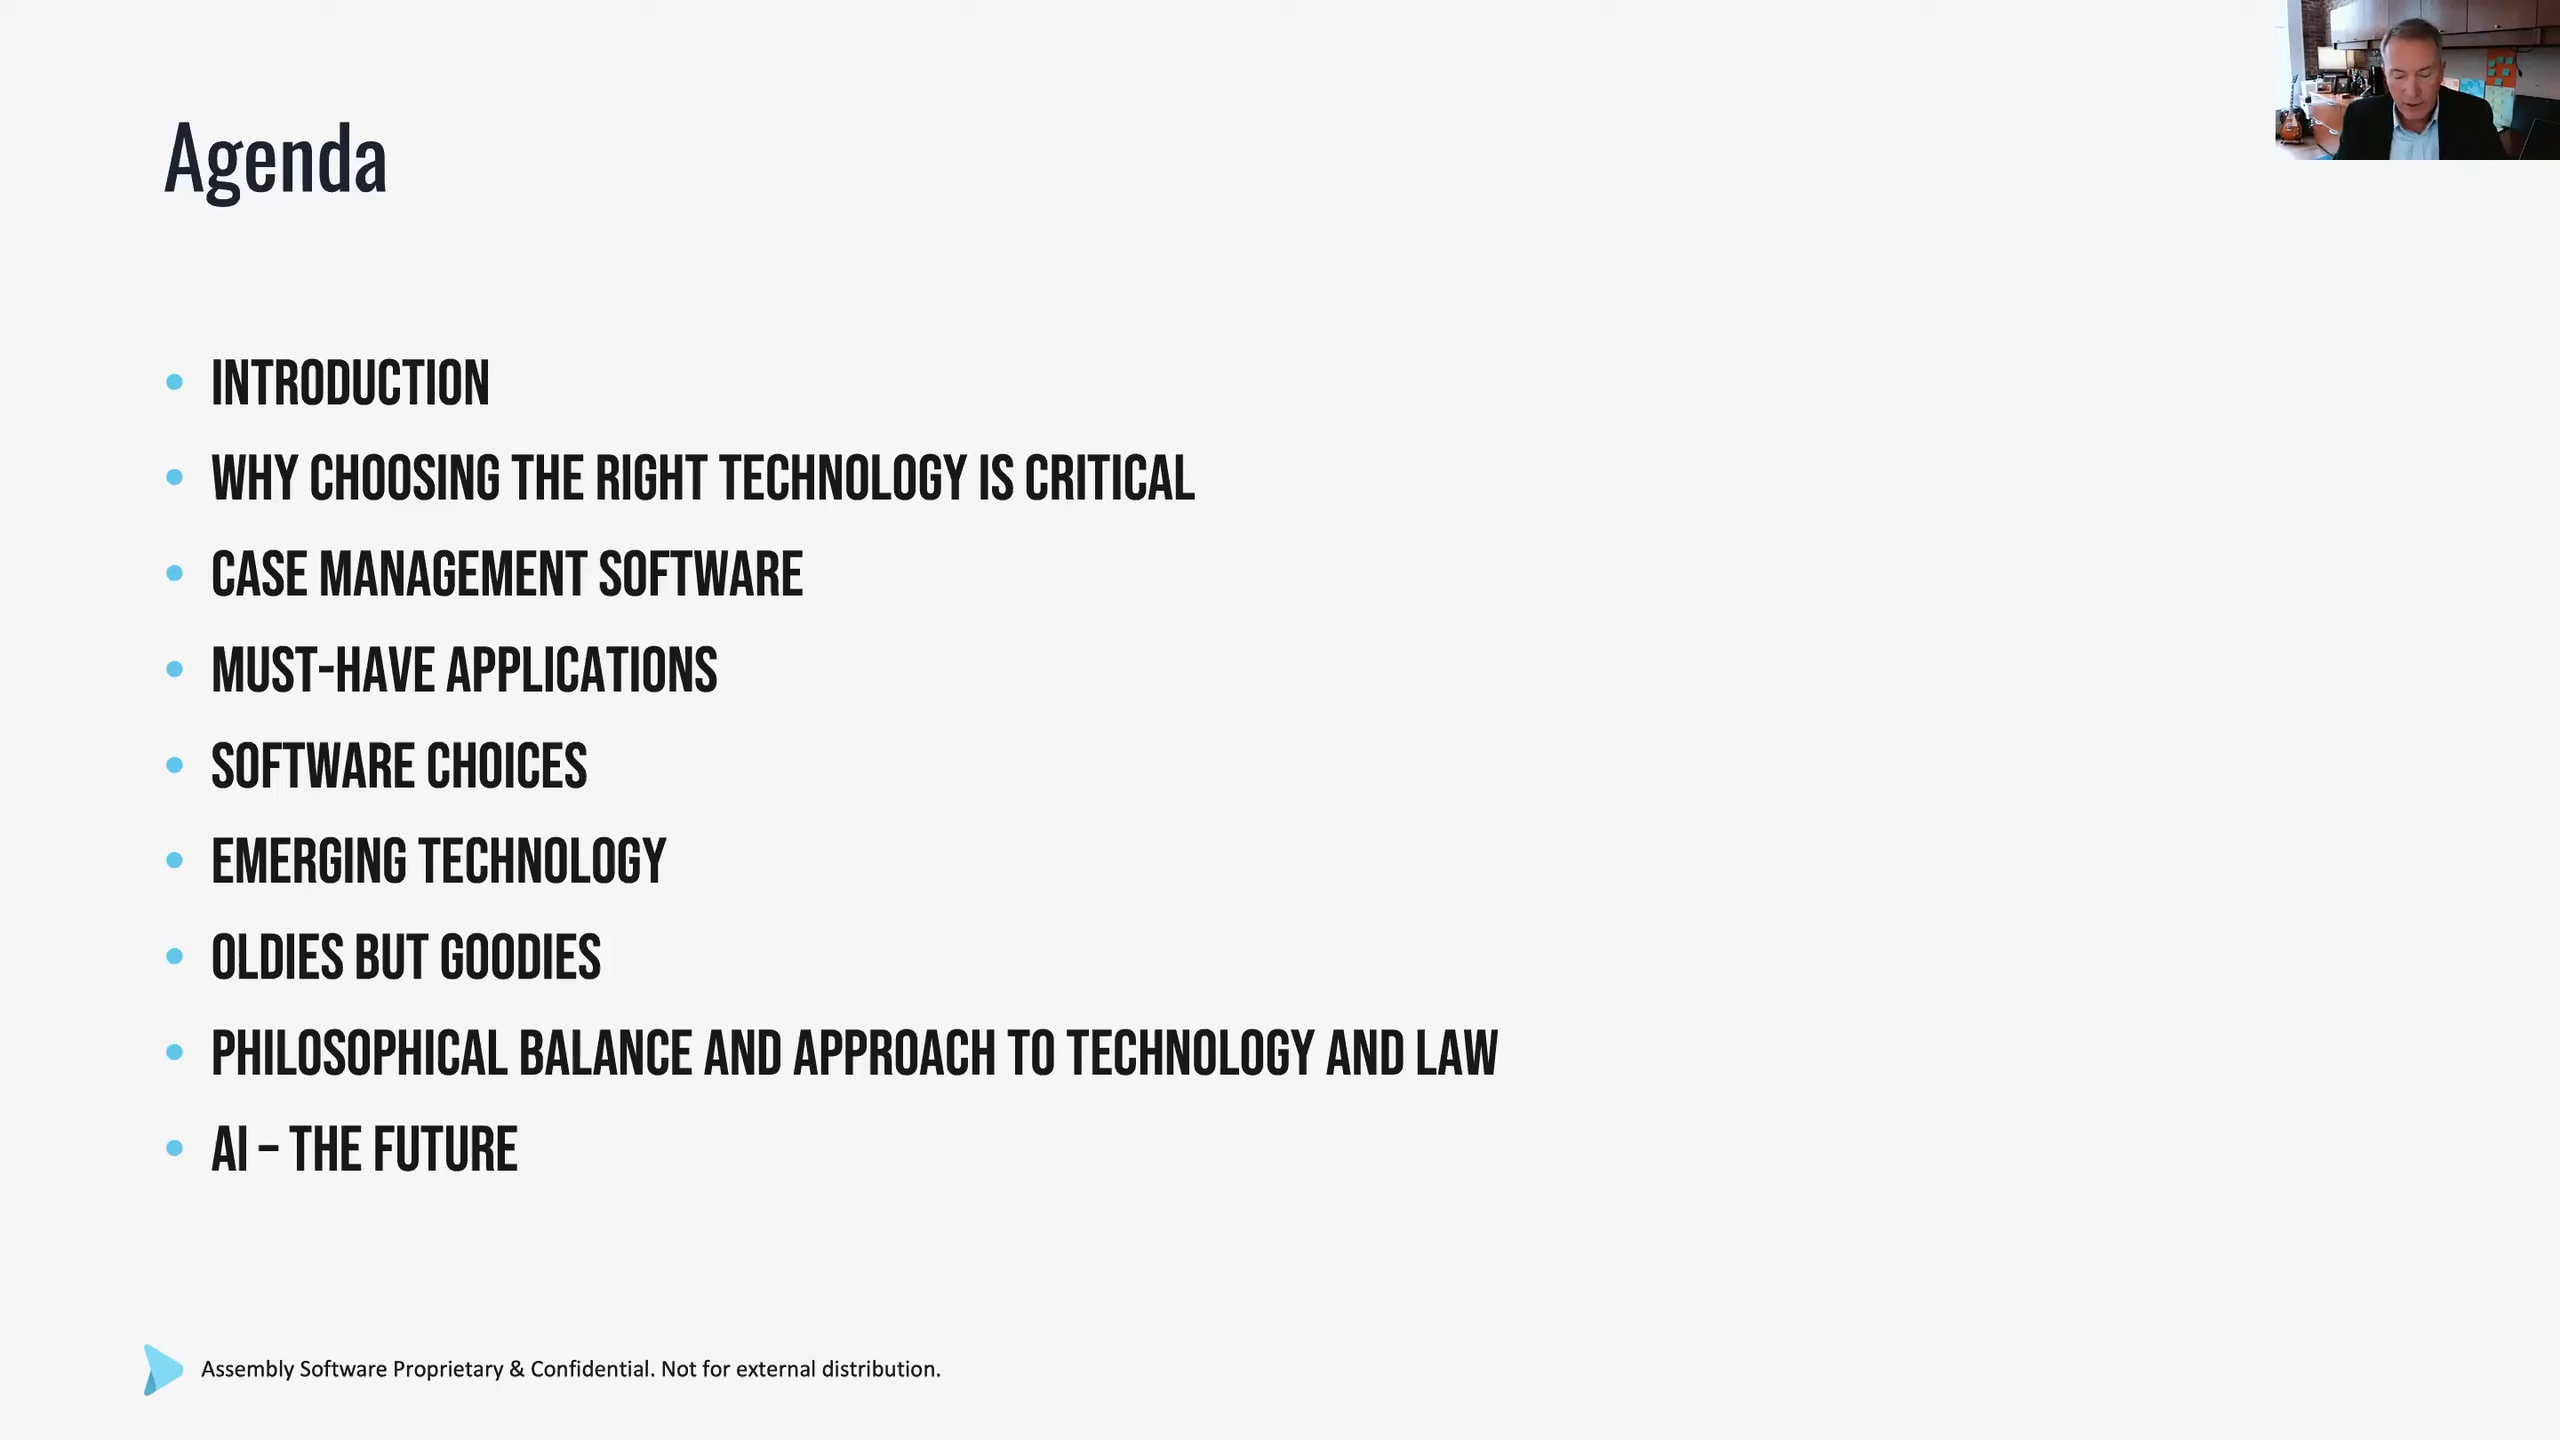 Agenda
INTRODUCTION
WHY CHOOSING THE RIGHT TECHNOLOGY IS CRITICAL
CASE MANAGEMENT SOFTWARE
MUST-HAVE APPLICATIONS
SOFTWARE CHOICES
EMERGING TECHNOLOGY
OLDIES BUT GOODIES
PHILOSOPHICAL BALANCE AND APPROACH TO TECHNOLOGY AND LAW
AI – THE FUTURE
Assembly Software Proprietary & Confidential. Not for external distribution.